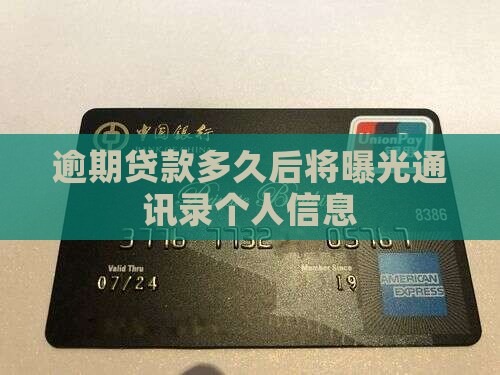 中国银行
UnionPay
逾期贷款多久后将曝光通
讯录个人信息
8386
3776 7732 05767
Valid Thru
Member Since
07/24
19
AMERICAN
EXPRESS